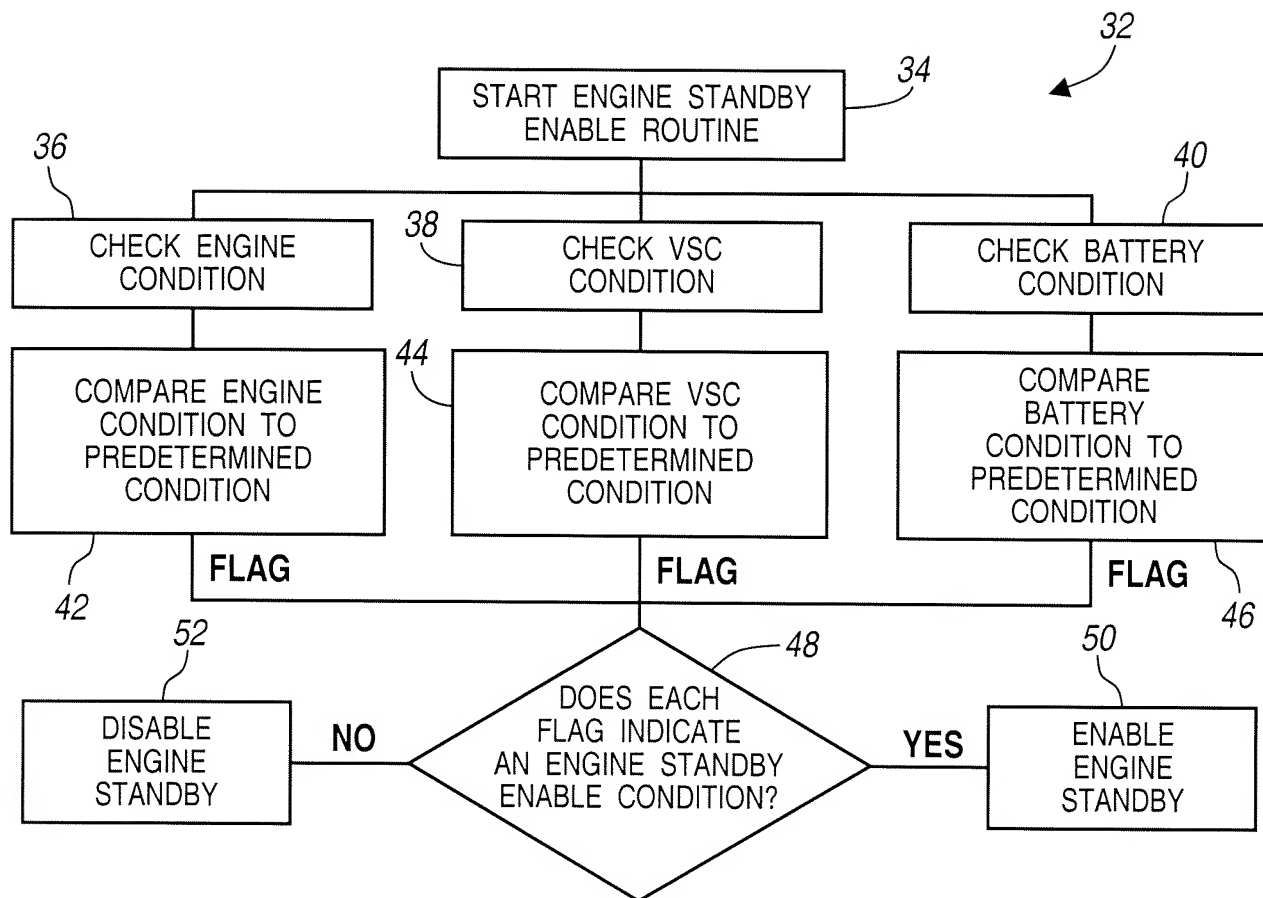 32
START ENGINE STANDBY
ENABLE ROUTINE
34
36
CHECK ENGINE
CONDITION
38
CHECK VSC
CONDITION
40
CHECK BATTERY
CONDITION
COMPARE ENGINE
CONDITION TO
PREDETERMINED
CONDITION
42
FLAG
44
COMPARE VSC
CONDITION TO
PREDETERMINED
CONDITION
FLAG
COMPARE
BATTERY
CONDITION TO
PREDETERMINED
CONDITION
FLAG
46
52
DISABLE
ENGINE
STANDBY
NO
48
DOES EACH
FLAG INDICATE
AN ENGINE STANDBY
ENABLE CONDITION?
YES
50
ENABLE
ENGINE
STANDBY